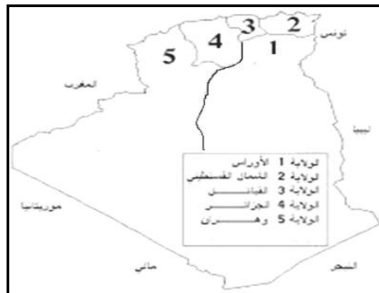 2
3
4
5
1
تونس
المغرب
ليبيا
الولاية 1 الأوراس
الولاية 2 الشمال القسنطيني
الولاية 3 القبائل
الولاية 4 الجزائر
الولاية 5 وهران
موريتانيا
مالي
النيجر